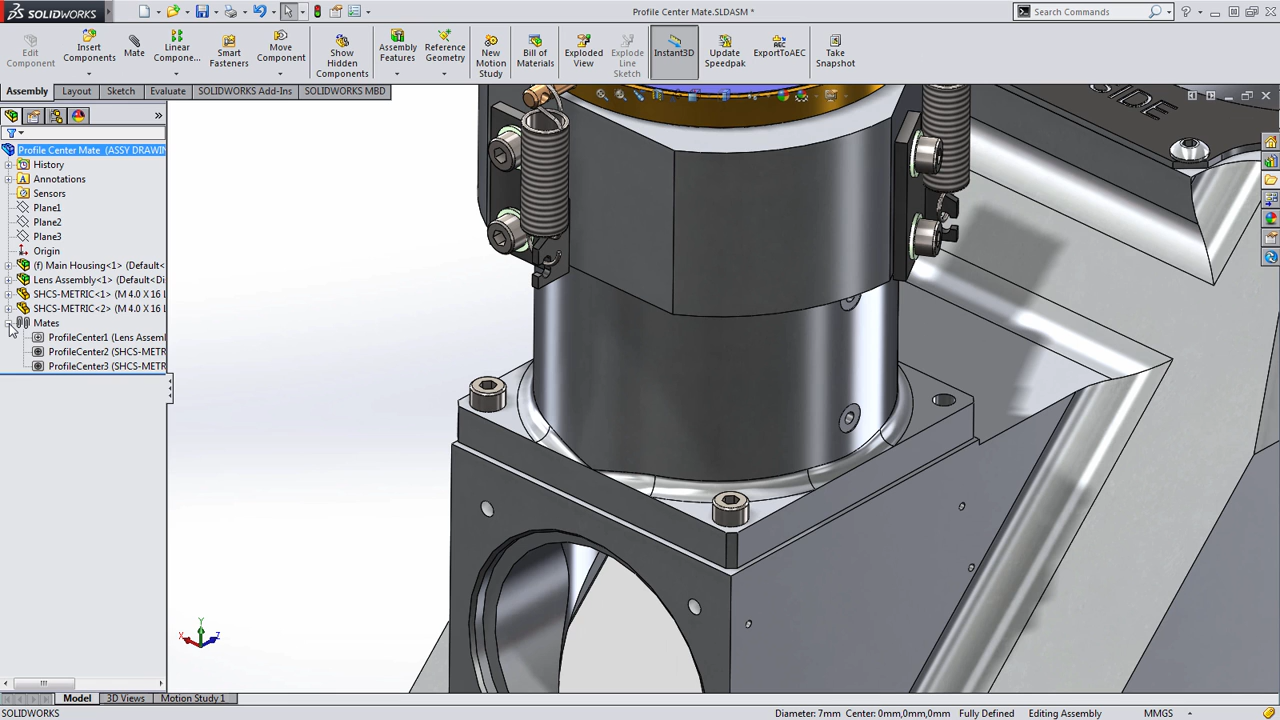 SOLIDWORKS
Profile Center Mate.SLDASM *
Search Commands
Edit Component
Insert Components
Mate
Linear Compone...
Smart Fasteners
Move Component
Show Hidden Components
Assembly Features
Reference Geometry
New Motion Study
Bill of Materials
Exploded View
Explode Line Sketch
Instant3D
Update Speedpak
ExportToAEC
Take Snapshot
Assembly
Layout
Sketch
Evaluate
SOLIDWORKS Add-Ins
SOLIDWORKS MBD
Profile Center Mate (ASSY DRAWIN
History
Annotations
Sensors
Plane1
Plane2
Plane3
Origin
(f) Main Housing<1> (Default<
Lens Assembly<1> (Default<Di
SHCS-METRIC<1> (M 4.0 X 16 L
SHCS-METRIC<2> (M 4.0 X 16 L
Mates
ProfileCenter1 (Lens Assembl
ProfileCenter2 (SHCS-METR
ProfileCenter3 (SHCS-METR
SIDE
Y
X
Z
Model
3D Views
Motion Study 1
SOLIDWORKS
Diameter: 7mm Center: 0mm,0mm,0mm
Fully Defined
Editing Assembly
MMGS